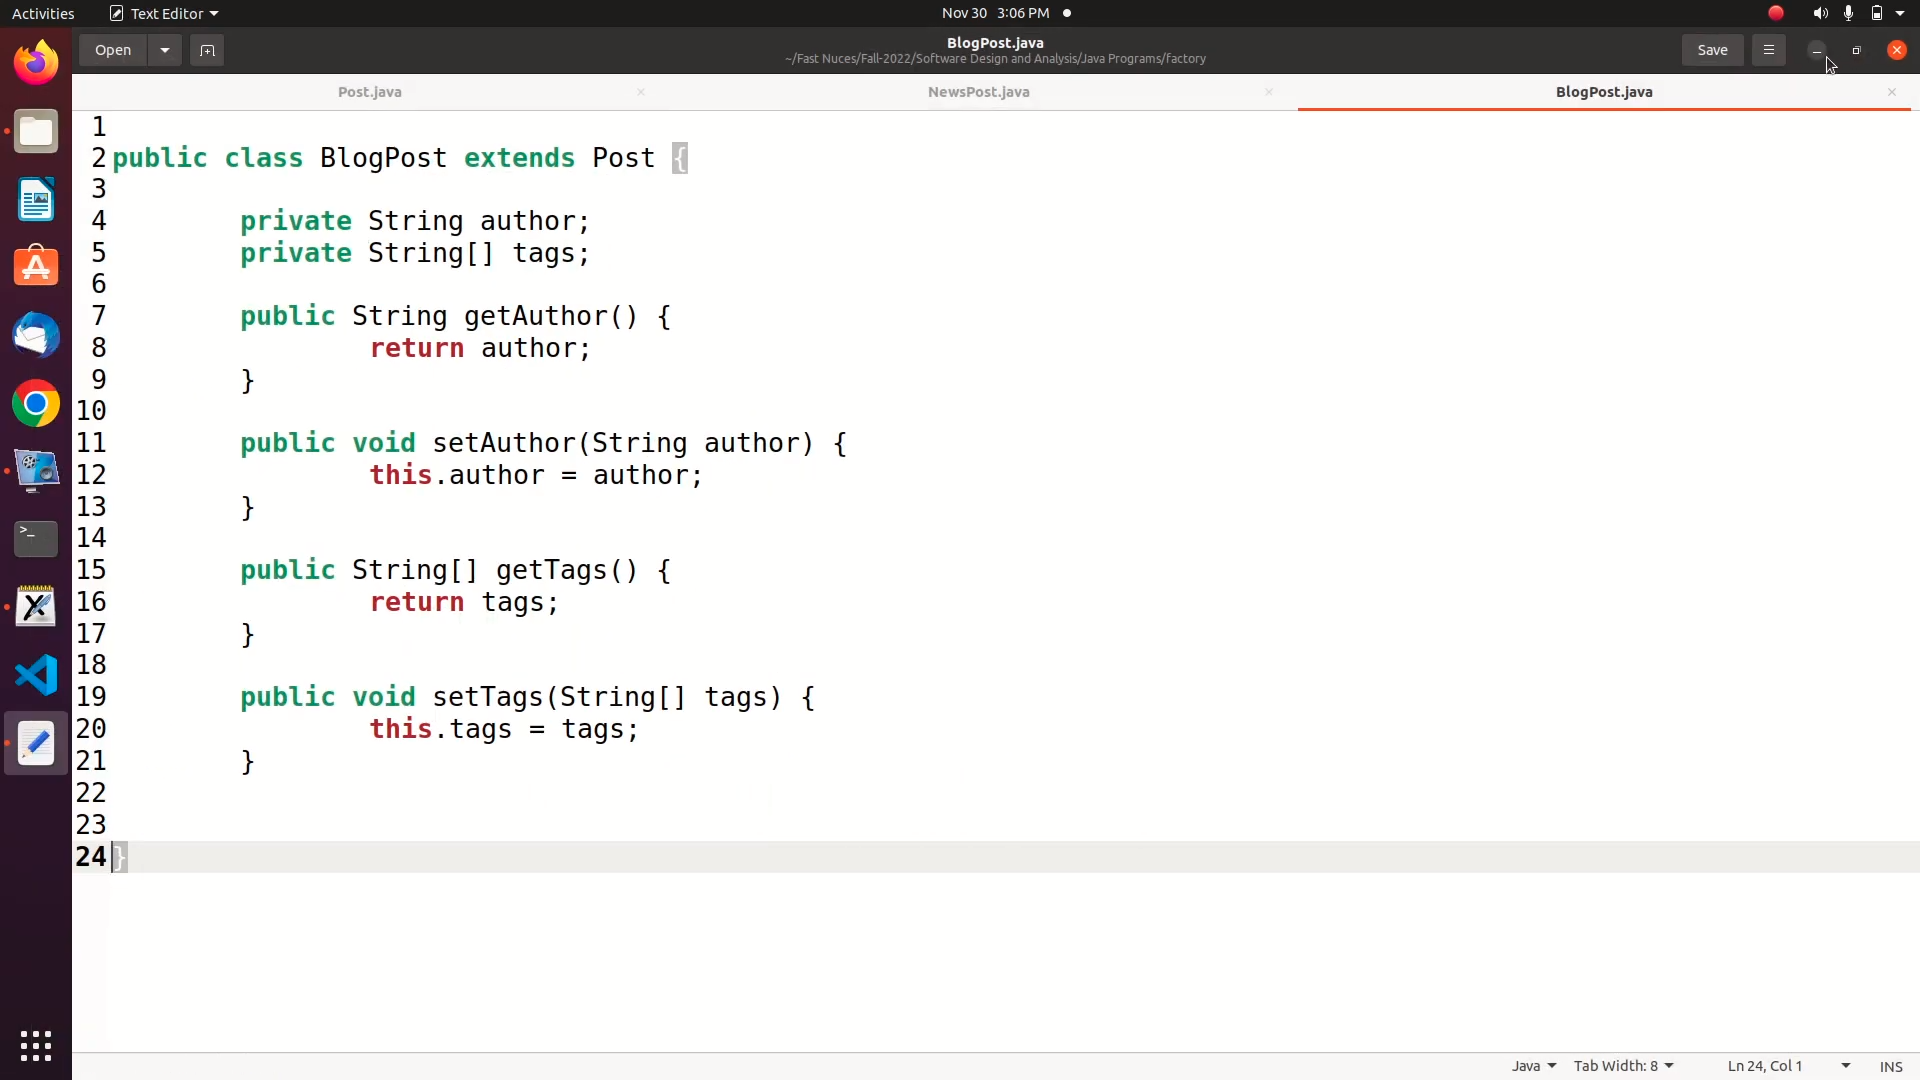 Activities
Text Editor
Nov 30 3:06 PM
Open
BlogPost.java
~/Fast Nuces/Fall-2022/Software Design and Analysis/Java Programs/factory
Save
Post.java
NewsPost.java
BlogPost.java
1
2 public class BlogPost extends Post {
3
4 private String author;
5 private String[] tags;
6
7 public String getAuthor() {
8 return author;
9 }
10
11 public void setAuthor(String author) {
12 this.author = author;
13 }
14
15 public String[] getTags() {
16 return tags;
17 }
18
19 public void setTags(String[] tags) {
20 this.tags = tags;
21 }
22
23
24 }
Java
Tab Width: 8
Ln 24, Col 1
INS